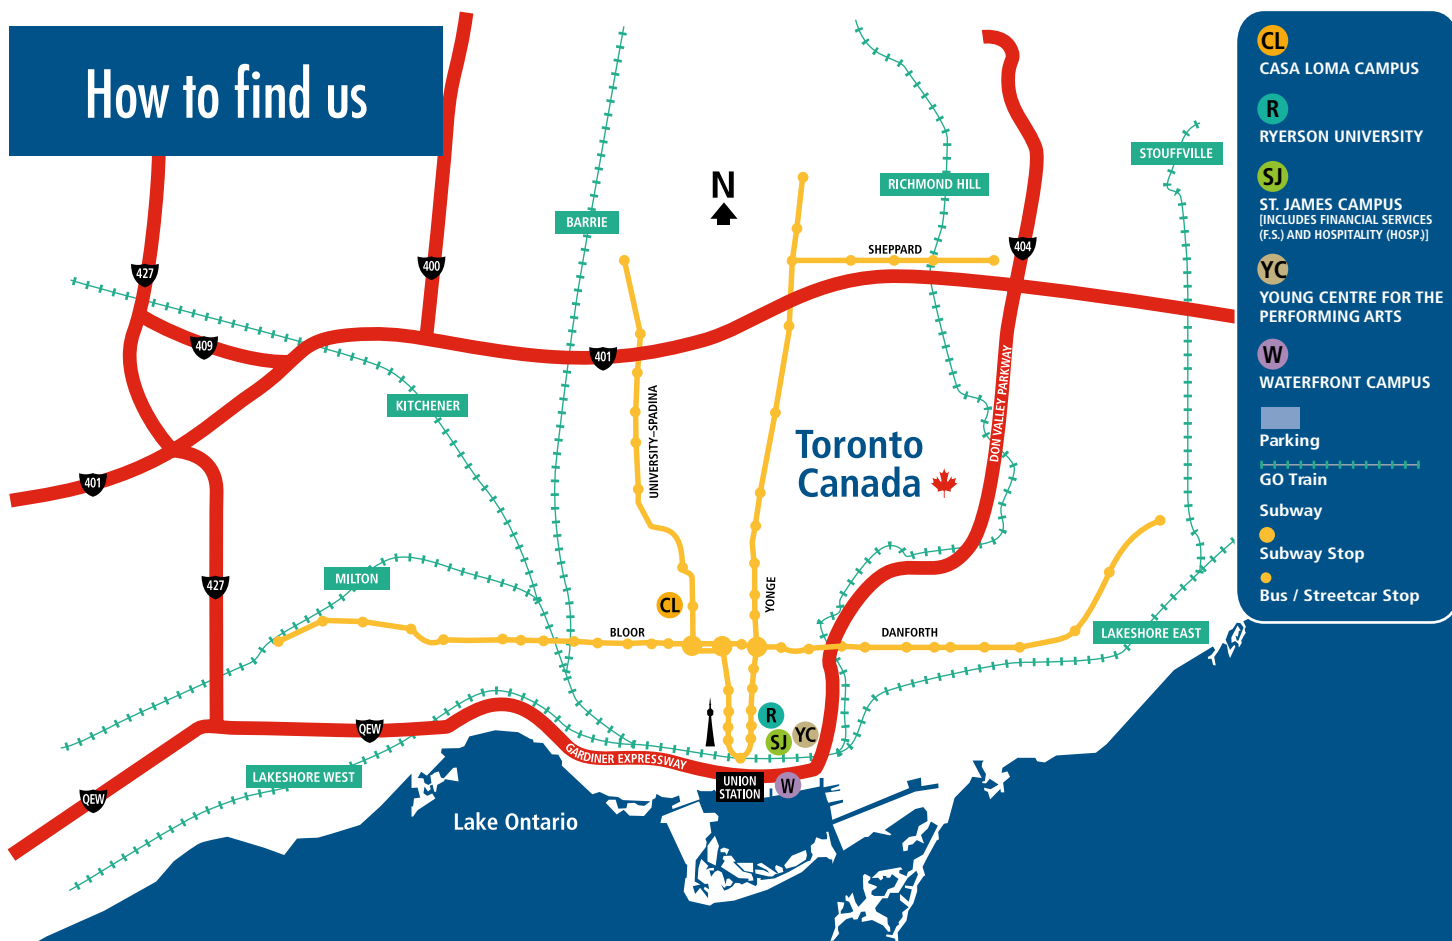 How to find us
N
427
400
409
401
401
427
QEW
QEW
404
BARRIE
RICHMOND HILL
STOUFFVILLE
SHEPPARD
KITCHENER
UNIVERSITY–SPADINA
DON VALLEY PARKWAY
Toronto
Canada
MILTON
CL
YONGE
BLOOR
DANFORTH
LAKESHORE EAST
R
SJ
YC
GARDINER EXPRESSWAY
LAKESHORE WEST
UNION
STATION
W
Lake Ontario
CL
CASA LOMA CAMPUS
R
RYERSON UNIVERSITY
SJ
ST. JAMES CAMPUS
[INCLUDES FINANCIAL SERVICES
(F.S.) AND HOSPITALITY (HOSP.)]
YC
YOUNG CENTRE FOR THE
PERFORMING ARTS
W
WATERFRONT CAMPUS
Parking
GO Train
Subway
Subway Stop
Bus / Streetcar Stop